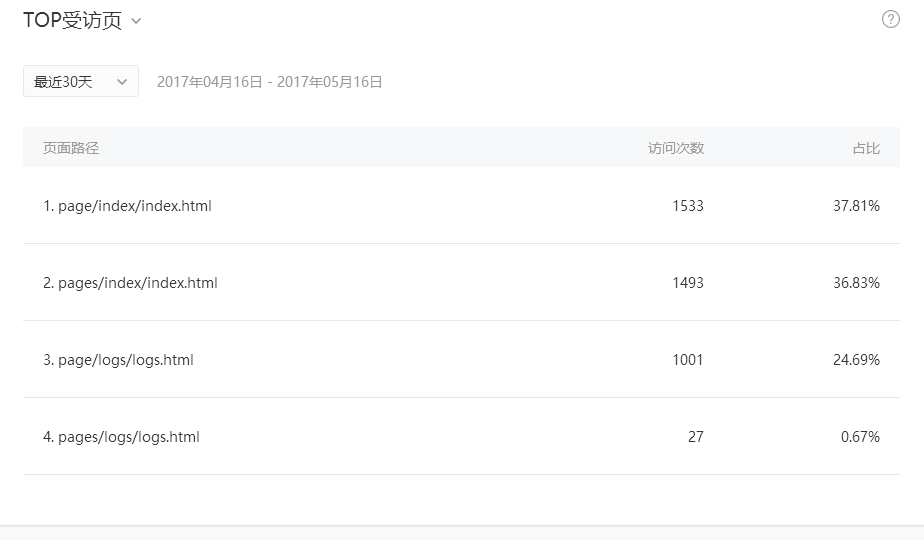 TOP受访页
最近30天 2017年04月16日 - 2017年05月16日
页面路径 访问次数 占比
1. page/index/index.html 1533 37.81%
2. pages/index/index.html 1493 36.83%
3. page/logs/logs.html 1001 24.69%
4. pages/logs/logs.html 27 0.67%